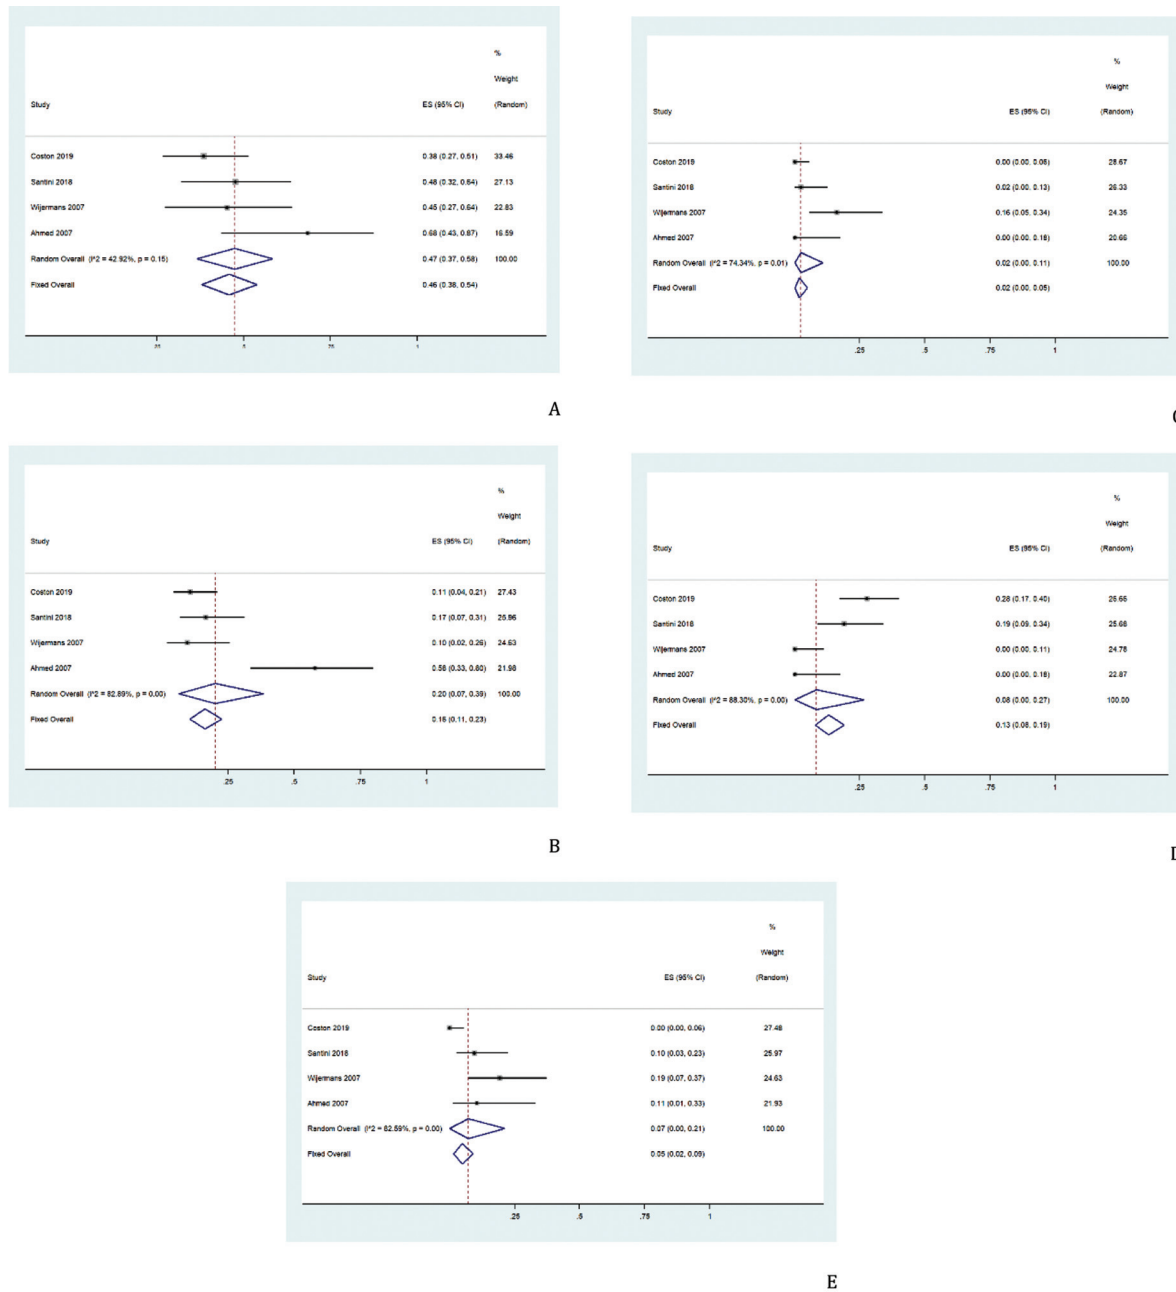 %
Weight
Study ES (95% CI) (Random)
Coston 2019 0.38 (0.27, 0.51) 33.46
Santini 2018 0.48 (0.32, 0.64) 27.13
Wijermans 2007 0.45 (0.27, 0.64) 22.83
Ahmed 2007 0.68 (0.43, 0.87) 16.59
Random Overall (I^2 = 42.92%, p = 0.15) 0.47 (0.37, 0.58) 100.00
Fixed Overall 0.46 (0.38, 0.54)
.25 .5 .75 1
A
%
Weight
Study ES (95% CI) (Random)
Coston 2019 0.00 (0.00, 0.06) 28.67
Santini 2018 0.02 (0.00, 0.13) 26.33
Wijermans 2007 0.16 (0.05, 0.34) 24.35
Ahmed 2007 0.00 (0.00, 0.18) 20.66
Random Overall (I^2 = 74.34%, p = 0.01) 0.02 (0.00, 0.11) 100.00
Fixed Overall 0.02 (0.00, 0.05)
.25 .5 .75 1
%
Weight
Study ES (95% CI) (Random)
Coston 2019 0.11 (0.04, 0.21) 27.43
Santini 2018 0.17 (0.07, 0.31) 25.96
Wijermans 2007 0.10 (0.02, 0.26) 24.63
Ahmed 2007 0.58 (0.33, 0.80) 21.98
Random Overall (I^2 = 82.89%, p = 0.00) 0.20 (0.07, 0.39) 100.00
Fixed Overall 0.16 (0.11, 0.23)
.25 .5 .75 1
B
%
Weight
Study ES (95% CI) (Random)
Coston 2019 0.28 (0.17, 0.40) 26.66
Santini 2018 0.19 (0.09, 0.34) 25.68
Wijermans 2007 0.00 (0.00, 0.11) 24.78
Ahmed 2007 0.00 (0.00, 0.18) 22.87
Random Overall (I^2 = 88.30%, p = 0.00) 0.08 (0.00, 0.27) 100.00
Fixed Overall 0.13 (0.08, 0.19)
.25 .5 .75 1
%
Weight
Study ES (95% CI) (Random)
Coston 2019 0.00 (0.00, 0.06) 27.48
Santini 2018 0.10 (0.03, 0.23) 25.97
Wijermans 2007 0.19 (0.07, 0.37) 24.63
Ahmed 2007 0.11 (0.01, 0.33) 21.93
Random Overall (I^2 = 82.59%, p = 0.00) 0.07 (0.00, 0.21) 100.00
Fixed Overall 0.05 (0.02, 0.09)
.25 .5 .75 1
E